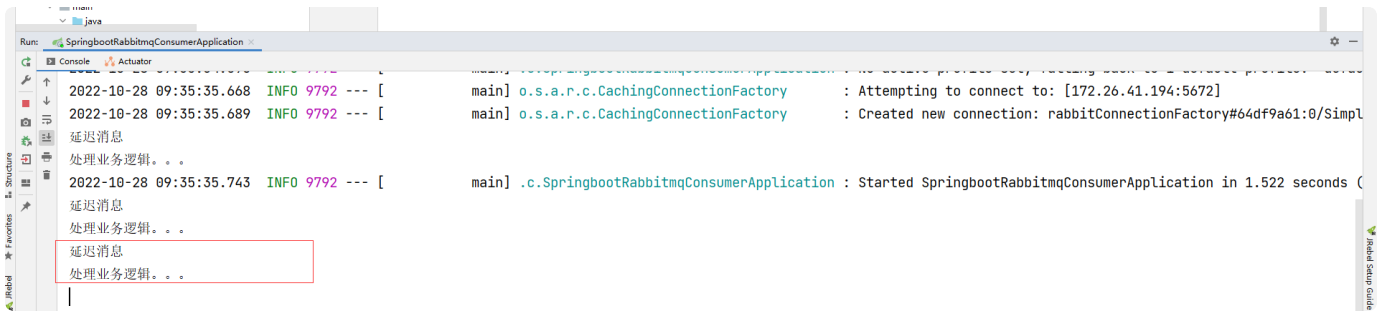 main
java
Run: SpringbootRabbitmqConsumerApplication ×
Console Actuator
2022-10-28 09:35:35.668 INFO 9792 --- [ main] o.s.a.r.c.CachingConnectionFactory : Attempting to connect to: [172.26.41.194:5672]
2022-10-28 09:35:35.689 INFO 9792 --- [ main] o.s.a.r.c.CachingConnectionFactory : Created new connection: rabbitConnectionFactory#64df9a61:0/Simpl
延迟消息
处理业务逻辑。。。
2022-10-28 09:35:35.743 INFO 9792 --- [ main] .c.SpringbootRabbitmqConsumerApplication : Started SpringbootRabbitmqConsumerApplication in 1.522 seconds (
延迟消息
处理业务逻辑。。。
延迟消息
处理业务逻辑。。。
Structure
Favorites
JRebel
JRebel Setup Guide